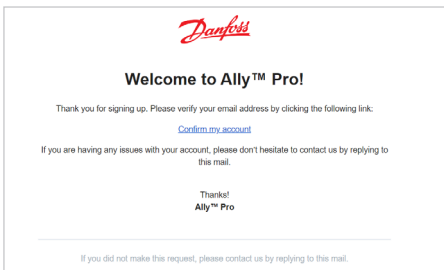 Danfoss
Welcome to Ally™ Pro!
Thank you for signing up. Please verify your email address by clicking the following link:
Confirm my account
If you are having any issues with your account, please don't hesitate to contact us by replying to
this mail.
Thanks!
Ally™ Pro
If you did not make this request, please contact us by replying to this mail.